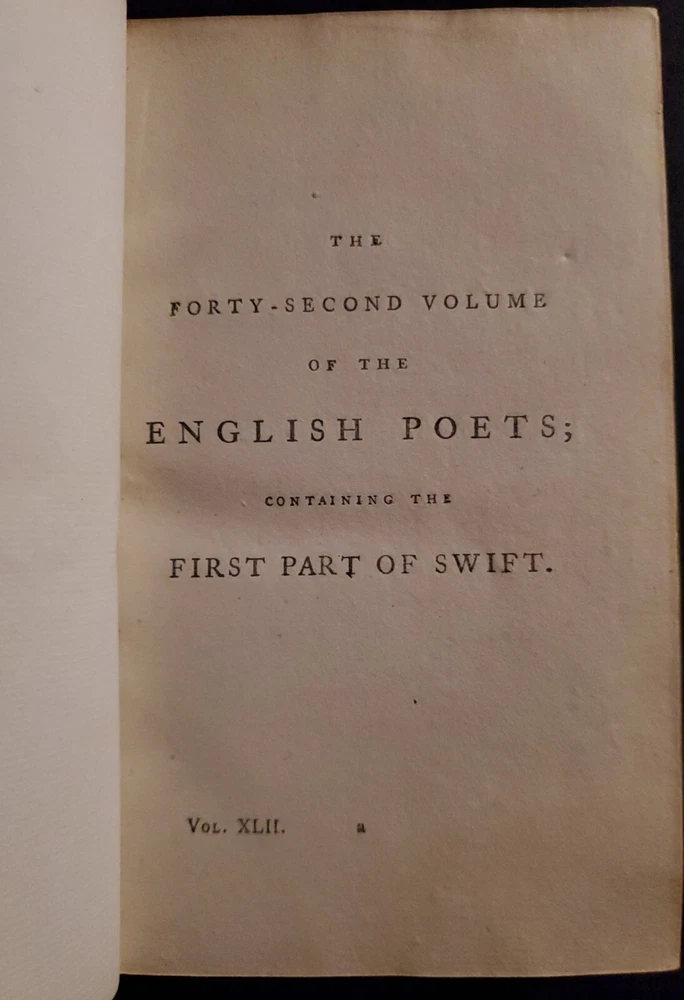 THE
FORTY-SECOND VOLUME
OF THE
ENGLISH POETS;
CONTAINING THE
FIRST PART OF SWIFT.
VOL. XLII. a